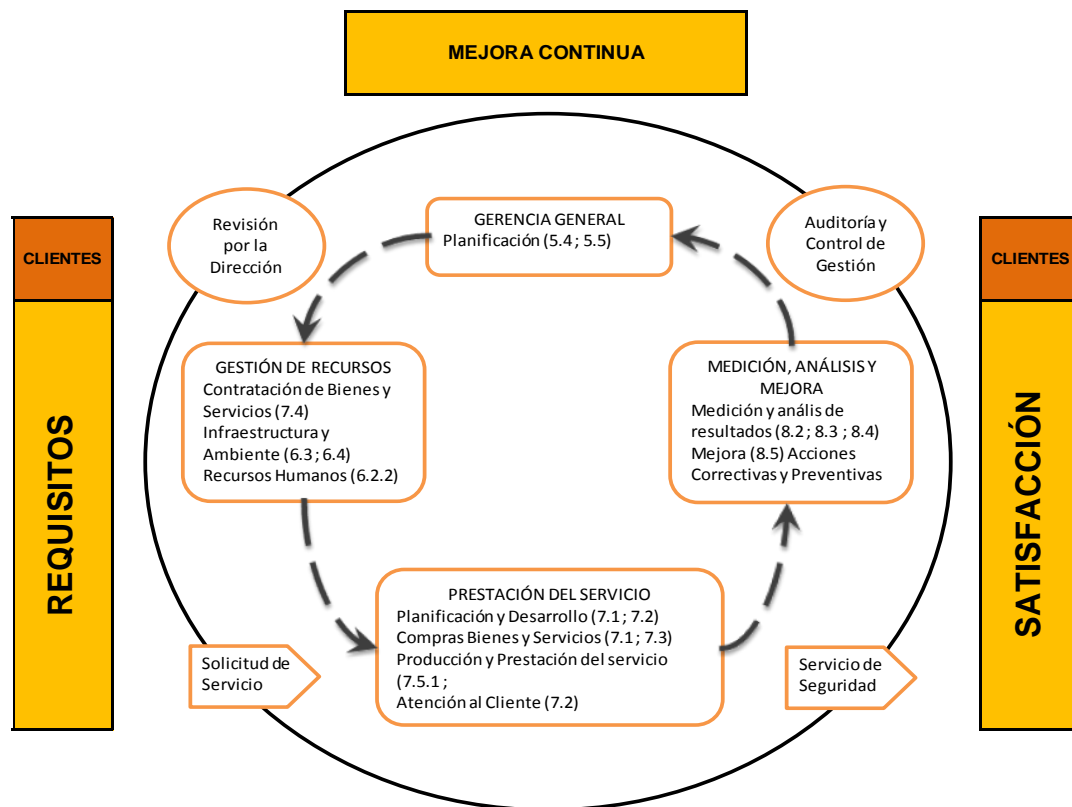 MEJORA CONTINUA
Revisión
por la
Dirección
GERENCIA GENERAL
Planificación (5.4 ; 5.5)
Auditoría y
Control de
Gestión
CLIENTES
REQUISITOS
CLIENTES
SATISFACCIÓN
GESTIÓN DE RECURSOS
Contratación de Bienes y
Servicios (7.4)
Infraestructura y
Ambiente (6.3 ; 6.4)
Recursos Humanos (6.2.2)
MEDICIÓN, ANÁLISIS Y
MEJORA
Medición y anális de
resultados (8.2 ; 8.3 ; 8.4)
Mejora (8.5) Acciones
Correctivas y Preventivas
PRESTACIÓN DEL SERVICIO
Planificación y Desarrollo (7.1 ; 7.2)
Compras Bienes y Servicios (7.1 ; 7.3)
Producción y Prestación del servicio
(7.5.1 ;
Atención al Cliente (7.2)
Solicitud de
Servicio
Servicio de
Seguridad